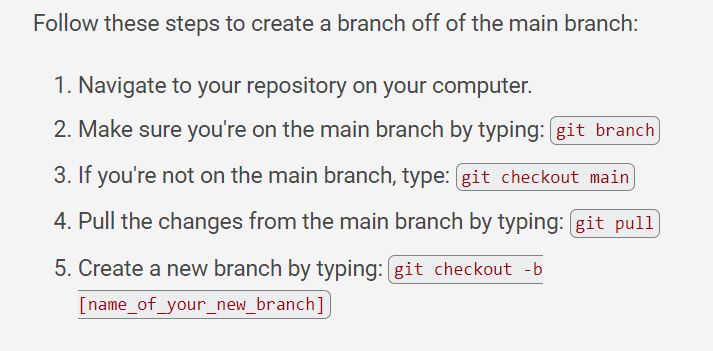 Follow these steps to create a branch off of the main branch:
1. Navigate to your repository on your computer.
2. Make sure you're on the main branch by typing: git branch
3. If you're not on the main branch, type: git checkout main
4. Pull the changes from the main branch by typing: git pull
5. Create a new branch by typing: git checkout -b
[name_of_your_new_branch]